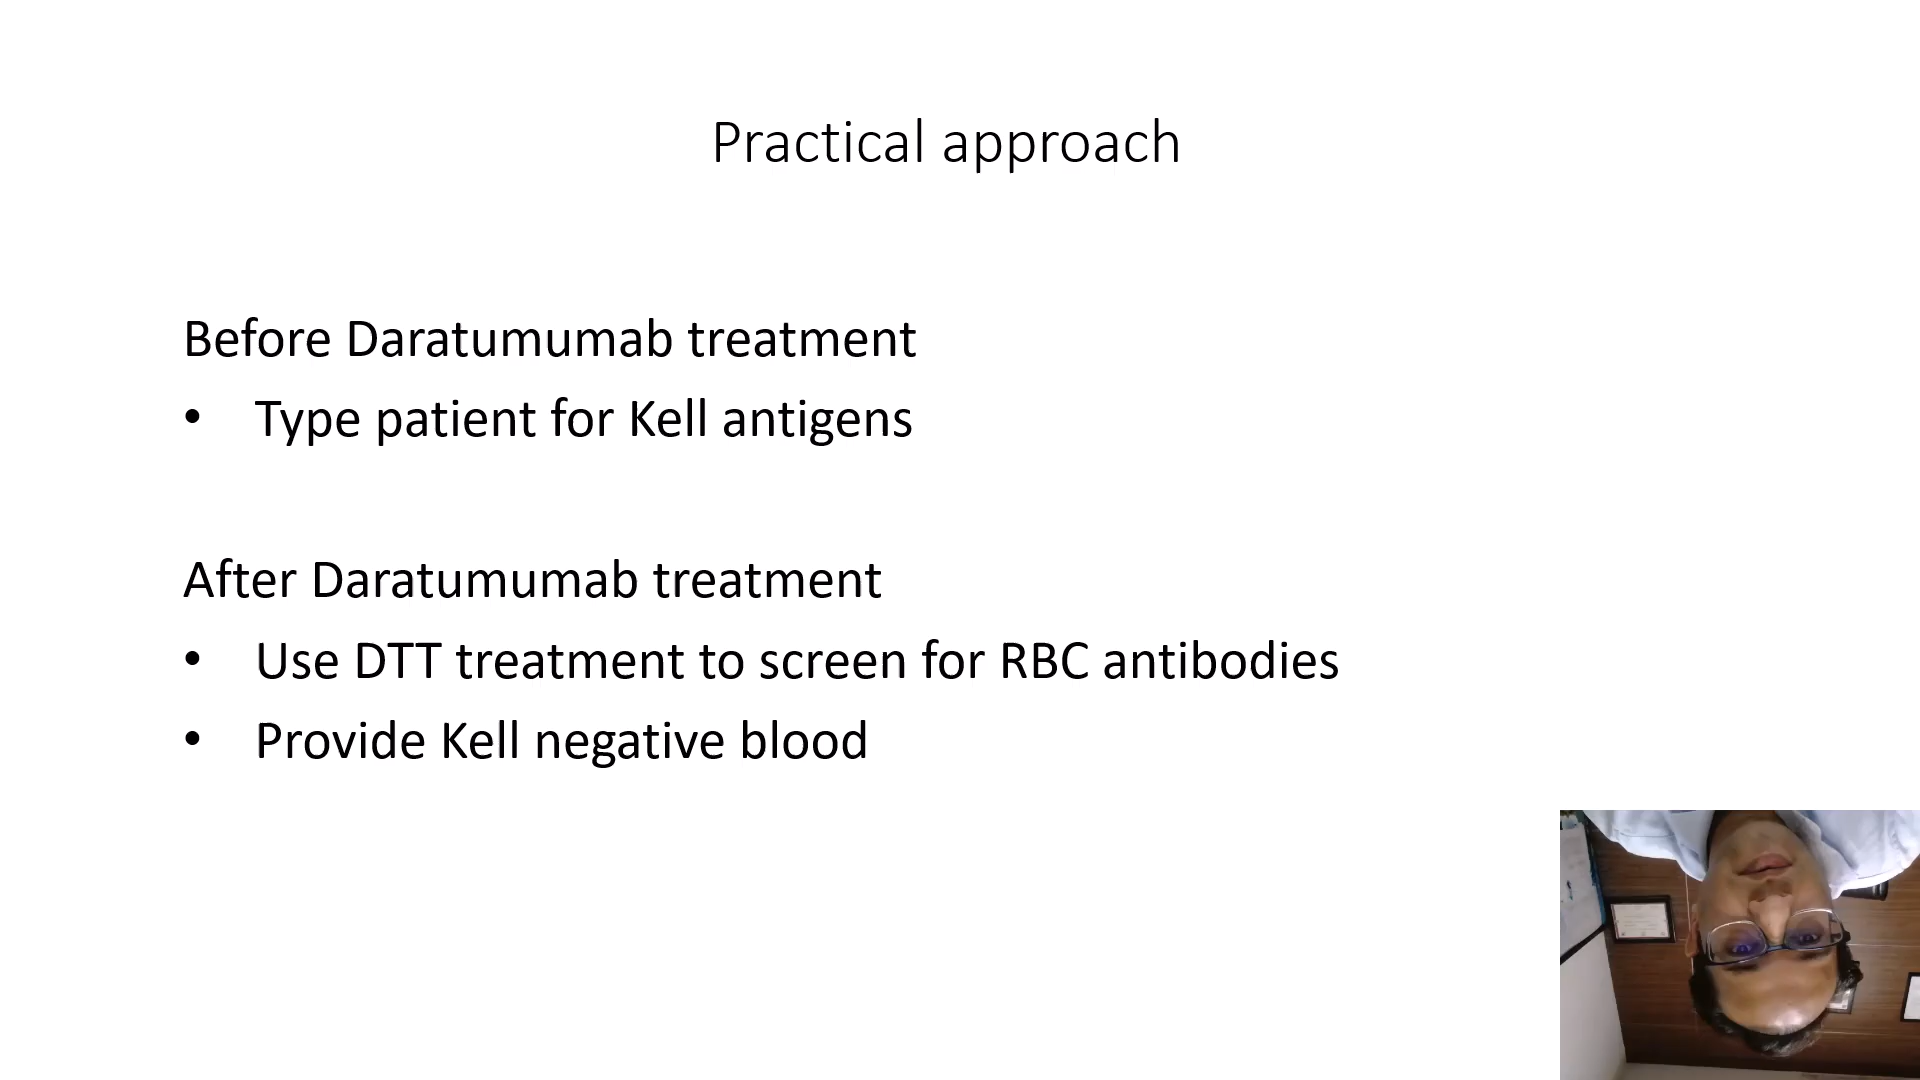 Practical approach
Before Daratumumab treatment
• Type patient for Kell antigens
After Daratumumab treatment
• Use DTT treatment to screen for RBC antibodies
• Provide Kell negative blood